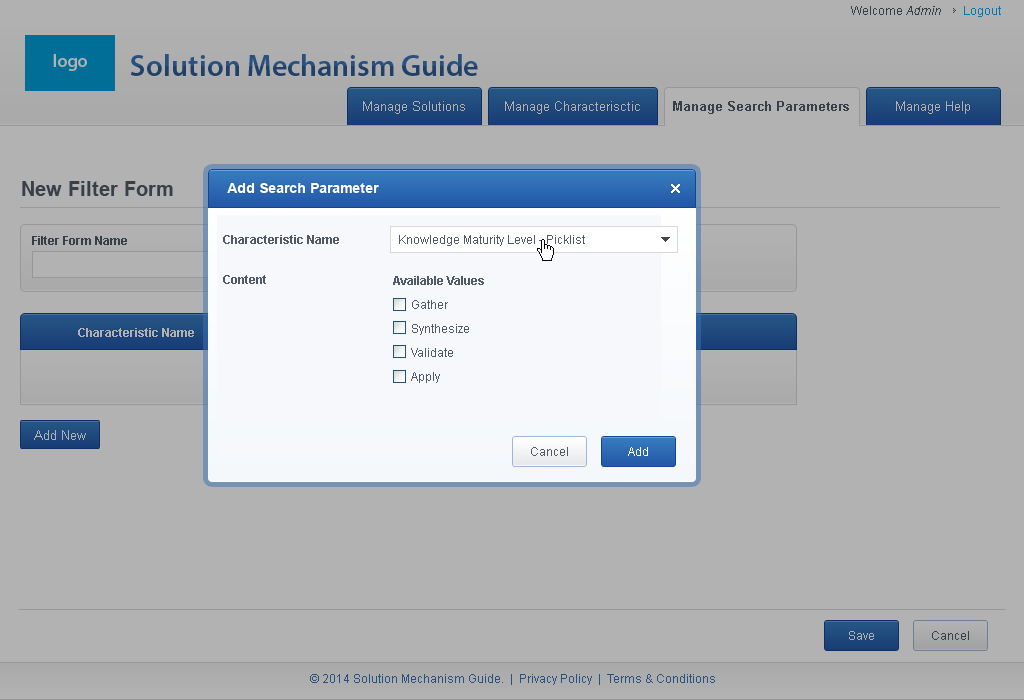 Welcome Admin › Logout
logo
Solution Mechanism Guide
Manage Solutions
Manage Characterisctic
Manage Search Parameters
Manage Help
New Filter Form
Add Search Parameter
Filter Form Name
Characteristic Name
Knowledge Maturity Level - Picklist
Content
Available Values
Gather
Synthesize
Validate
Apply
Characteristic Name
Cancel
Add
Add New
Save
Cancel
© 2014 Solution Mechanism Guide. | Privacy Policy | Terms & Conditions